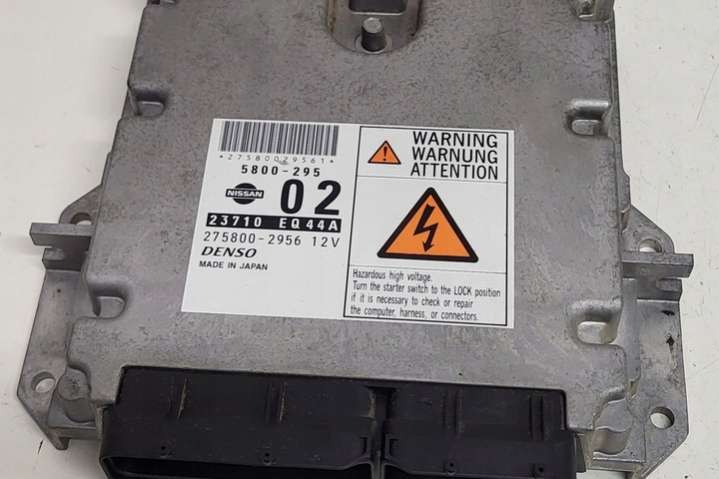 *27580029561*
5800-295
NISSAN
02
23710 EQ44A
275800-2956 12V
DENSO
MADE IN JAPAN
WARNING
WARNUNG
ATTENTION
Hazardous high voltage.
Turn the starter switch to the LOCK position
if it is necessary to check or repair
the computer, harness, or connectors.